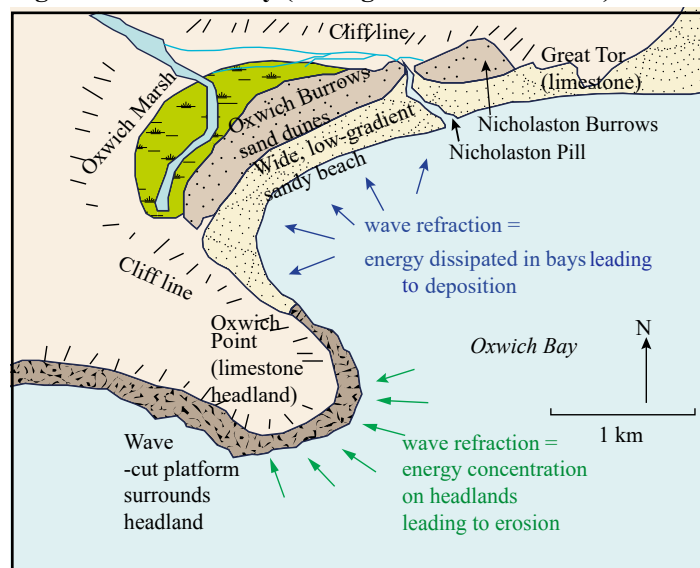 Cliff line
Great Tor
(limestone)
Oxwich Marsh
Oxwich Burrows
sand dunes
Wide, low-gradient
sandy beach
Nicholaston Burrows
Nicholaston Pill
wave refraction =
energy dissipated in bays leading
to deposition
Cliff line
Oxwich
Point
(limestone
headland)
Oxwich Bay
N
1 km
Wave
-cut platform
surrounds
headland
wave refraction =
energy concentration
on headlands
leading to erosion